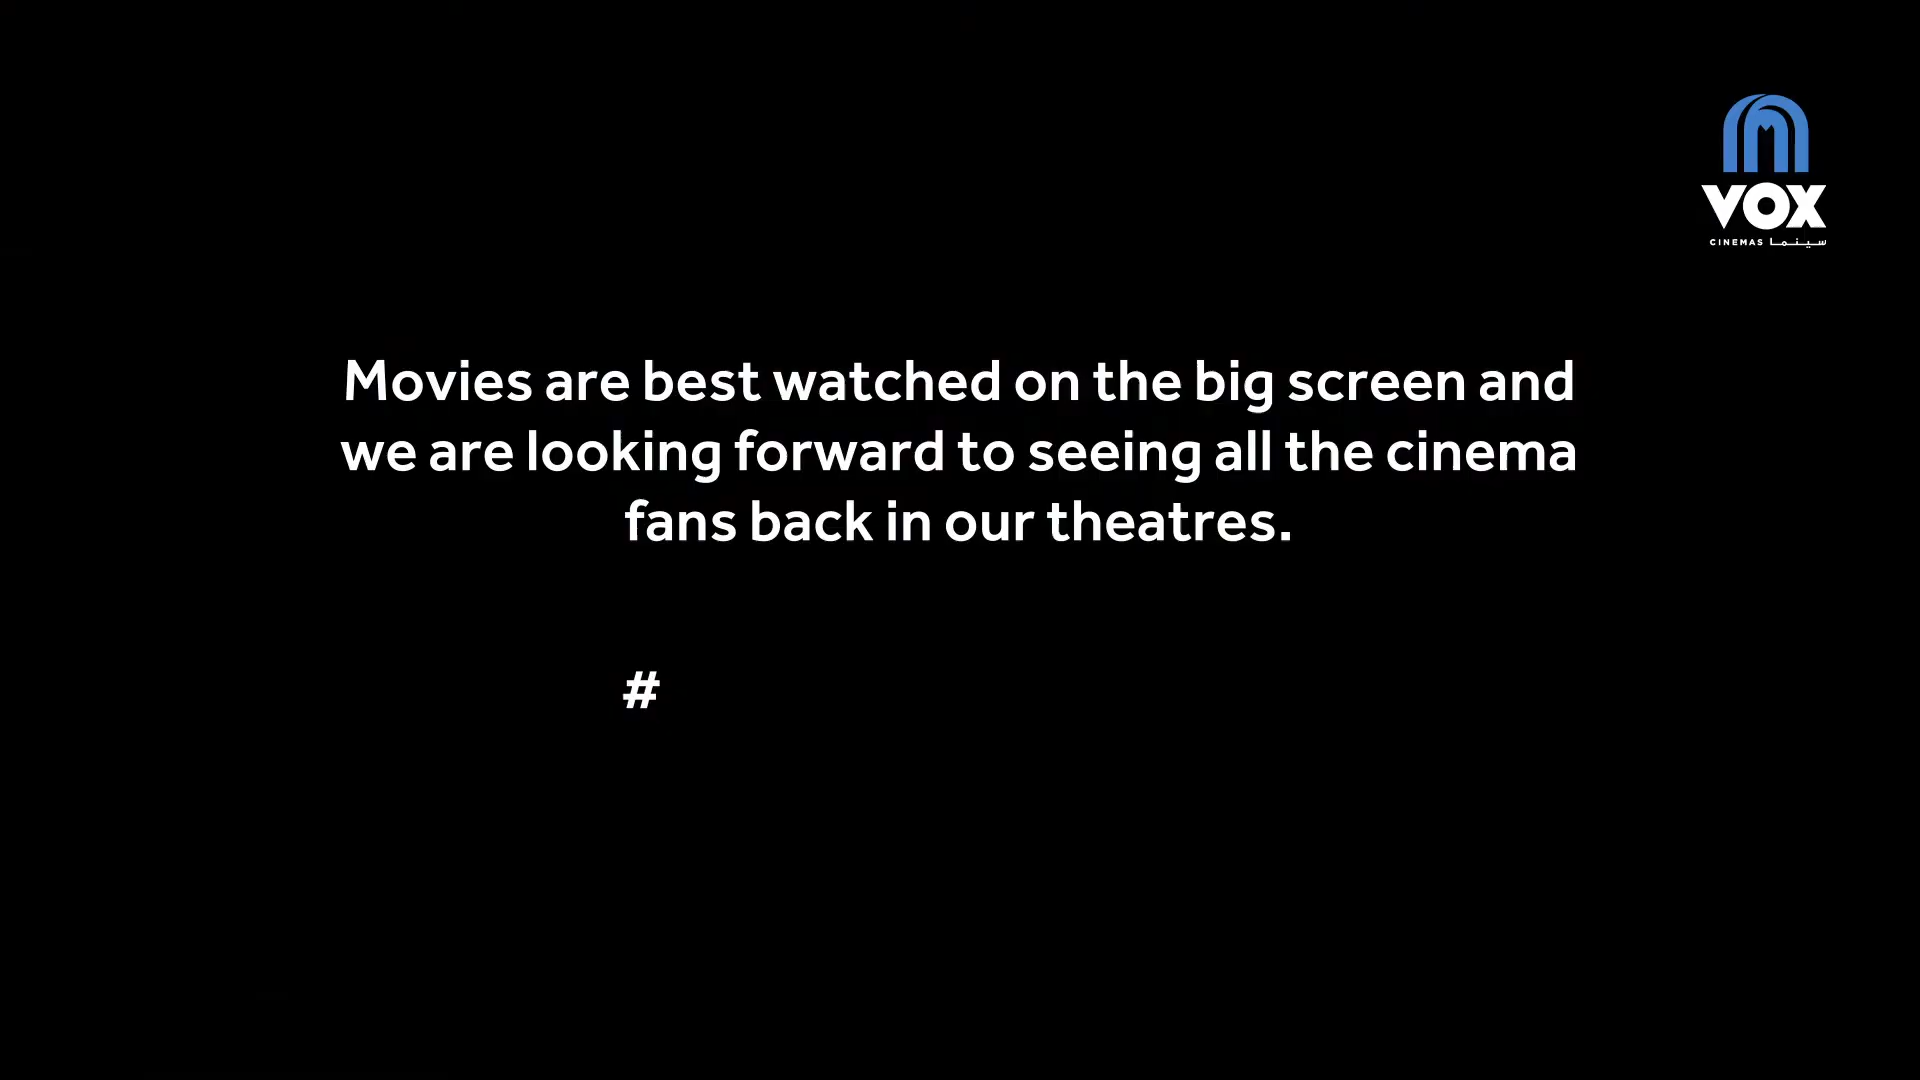 VOX
CINEMAS سينما
Movies are best watched on the big screen and
we are looking forward to seeing all the cinema
fans back in our theatres.
#